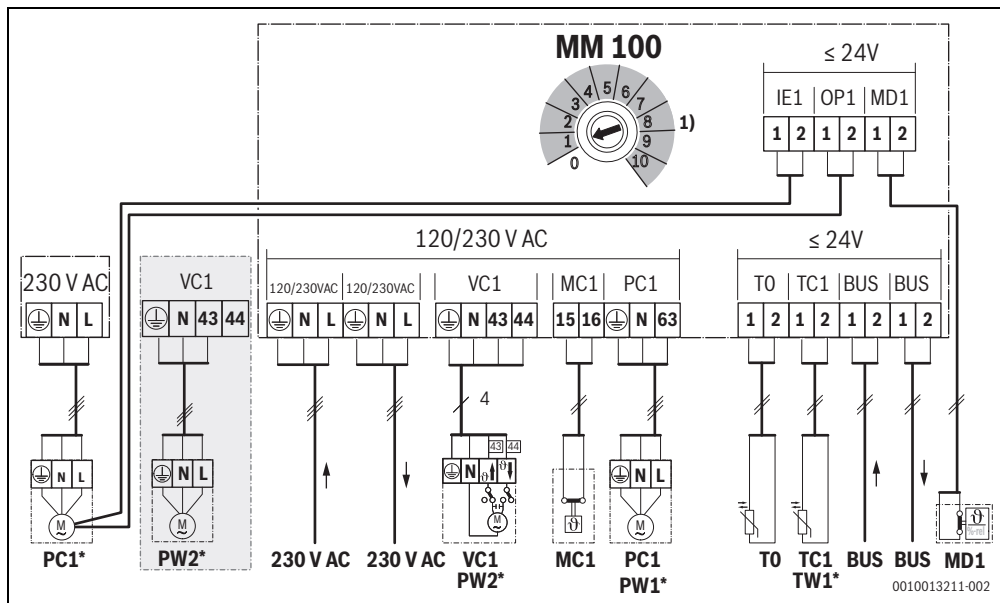 MM 100
0 1 2 3 4 5 6 7 8 9 10
1)
≤ 24V
IE1 OP1 MD1
1 2 1 2 1 2
120/230 V AC
≤ 24V
230 V AC
VC1
120/230VAC 120/230VAC VC1 MC1 PC1
T0 TC1 BUS BUS
N L
N 43 44
N L N L N 43 44 15 16 N 63
1 2 1 2 1 2 1 2
4
43 44
N L
N L
N ϑ ϑ
N L
M
~
M
~
M
~
ϑ
M
~
ϑ
%-rel
PC1*
PW2*
230 V AC
230 V AC
VC1
PW2*
MC1
PC1
PW1*
T0
TC1
TW1*
BUS
BUS
MD1
0010013211-002